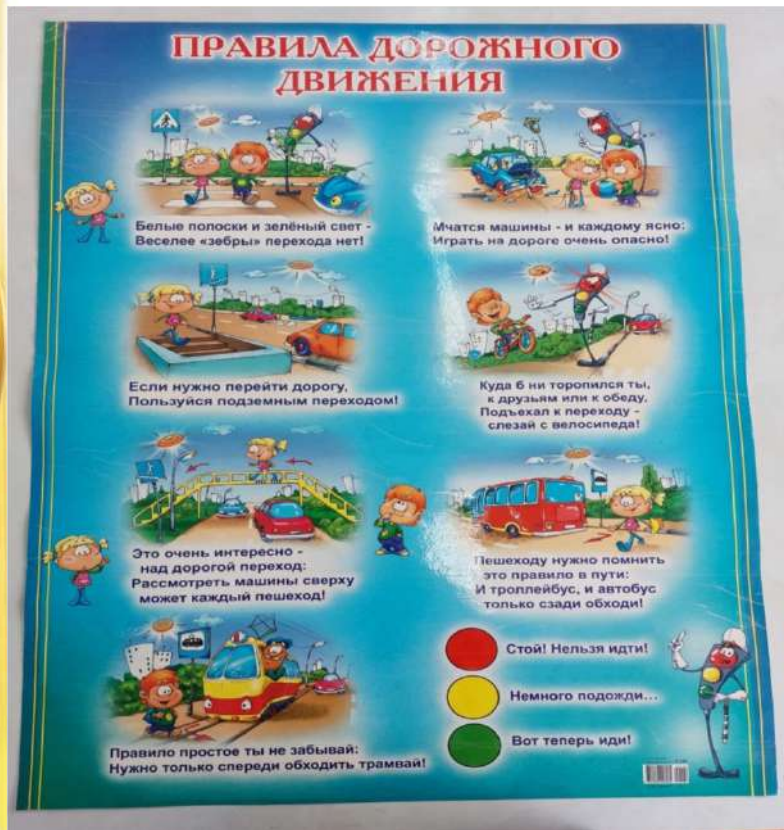 ПРАВИЛА ДОРОЖНОГО
ДВИЖЕНИЯ
Белые полоски и зелёный свет -
Веселее «зебры» перехода нет!
Мчатся машины - и каждому ясно:
Играть на дороге очень опасно!
Если нужно перейти дорогу,
Пользуйся подземным переходом!
Куда б ни торопился ты,
к друзьям или к обеду,
Подъехал к переходу -
слезай с велосипеда!
Это очень интересно -
над дорогой переход:
Рассмотреть машины сверху
может каждый пешеход!
Пешеходу нужно помнить
это правило в пути:
И троллейбус, и автобус
только сзади обходи!
Правило простое ты не забывай:
Нужно только спереди обходить трамвай!
Стой! Нельзя идти!
Немного подожди...
Вот теперь иди!